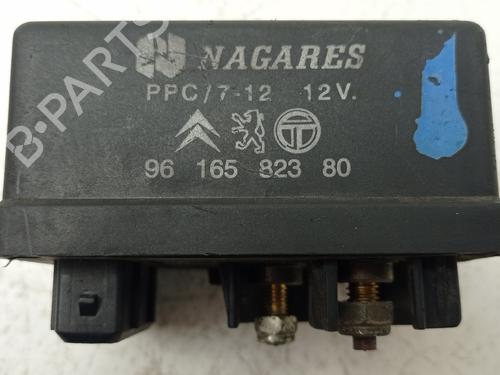 NAGARES
PPC/7-12 12V.
96 165 823 80
B-PARTS